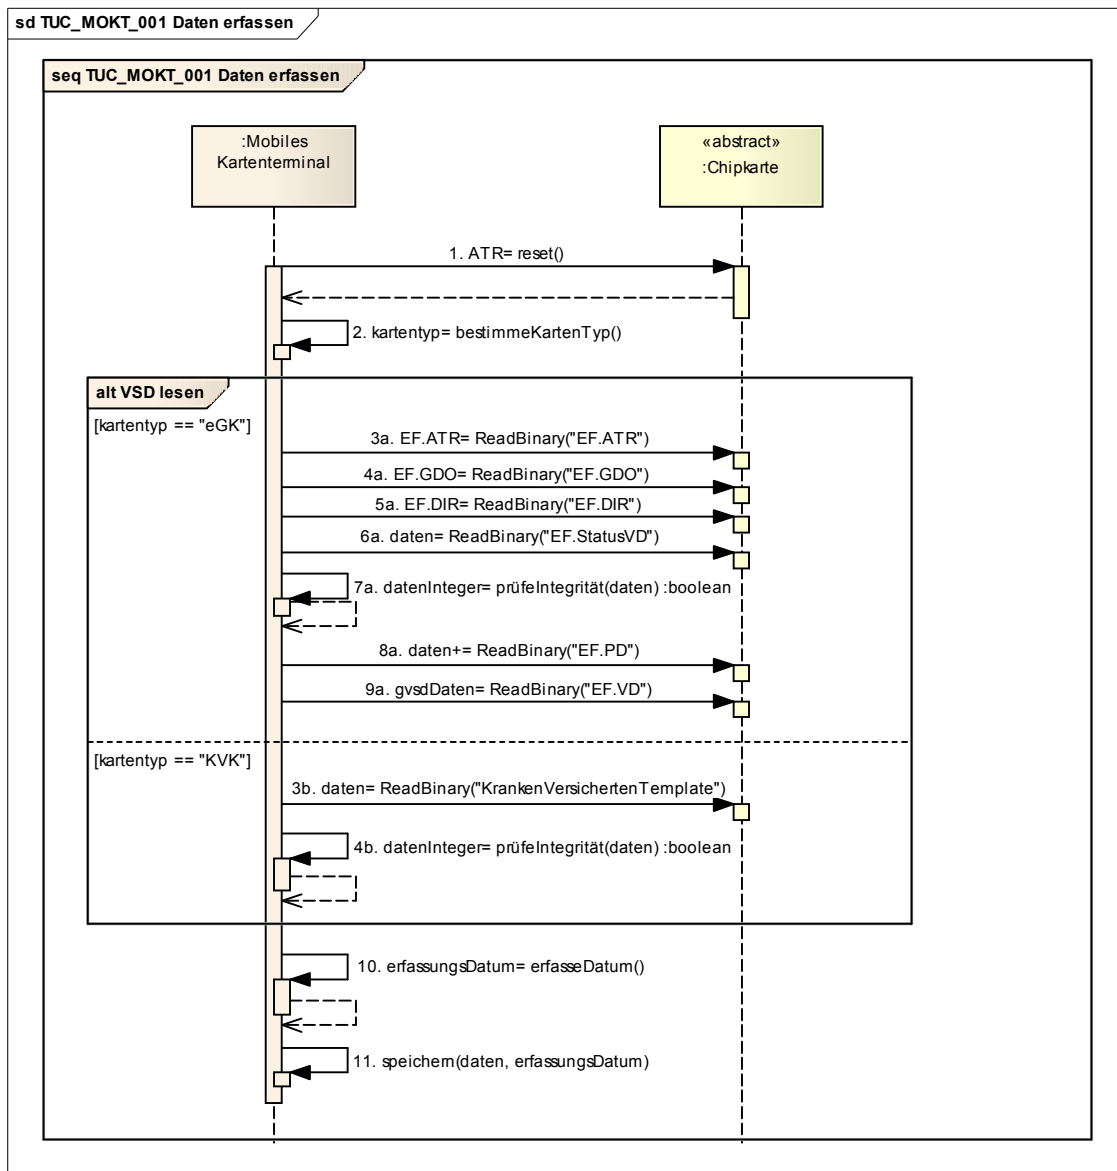 sd TUC_MOKT_001 Daten erfassen
seq TUC_MOKT_001 Daten erfassen
:Mobiles
Kartenterminal
«abstract»
:Chipkarte
1. ATR= reset()
2. kartentyp= bestimmeKartenTyp()
alt VSD lesen
[kartentyp == "eGK"]
3a. EF.ATR= ReadBinary("EF.ATR")
4a. EF.GDO= ReadBinary("EF.GDO")
5a. EF.DIR= ReadBinary("EF.DIR")
6a. daten= ReadBinary("EF.StatusVD")
7a. datenInteger= prüfeIntegrität(daten) :boolean
8a. daten+= ReadBinary("EF.PD")
9a. gvsdDaten= ReadBinary("EF.VD")
[kartentyp == "KVK"]
3b. daten= ReadBinary("KrankenVersichertenTemplate")
4b. datenInteger= prüfeIntegrität(daten) :boolean
10. erfassungsDatum= erfasseDatum()
11. speichern(daten, erfassungsDatum)